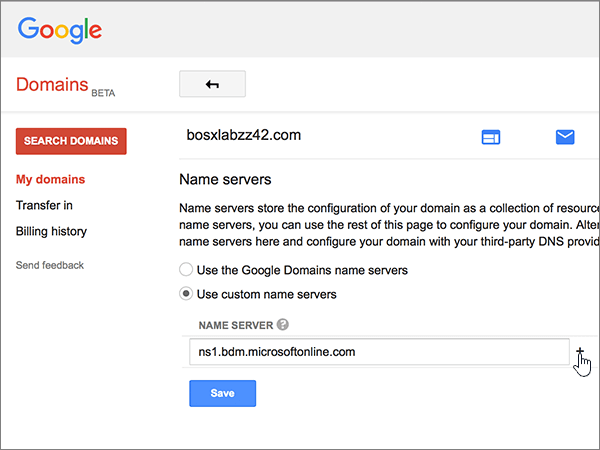 Google
Domains BETA
SEARCH DOMAINS
bosxlabzz42.com
My domains
Transfer in
Billing history
Send feedback
Name servers
Name servers store the configuration of your domain as a collection of resource
name servers, you can use the rest of this page to configure your domain. Alter
name servers here and configure your domain with your third-party DNS provid
Use the Google Domains name servers
Use custom name servers
NAME SERVER ?
ns1.bdm.microsoftonline.com +
Save